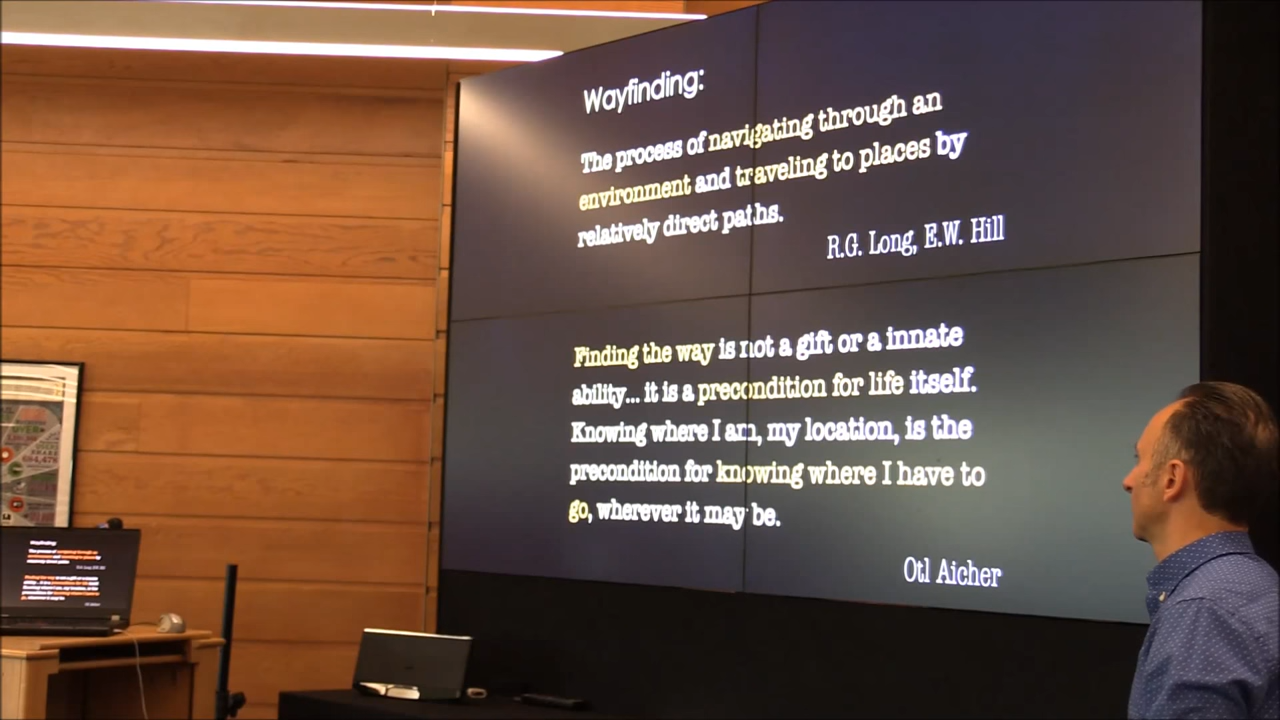 Wayfinding:
The process of navigating through an
environment and traveling to places by
relatively direct paths.
R.G. Long, E.W. Hill
Finding the way is not a gift or a innate
ability... it is a precondition for life itself.
Knowing where I am, my location, is the
precondition for knowing where I have to
go, wherever it may be.
Otl Aicher